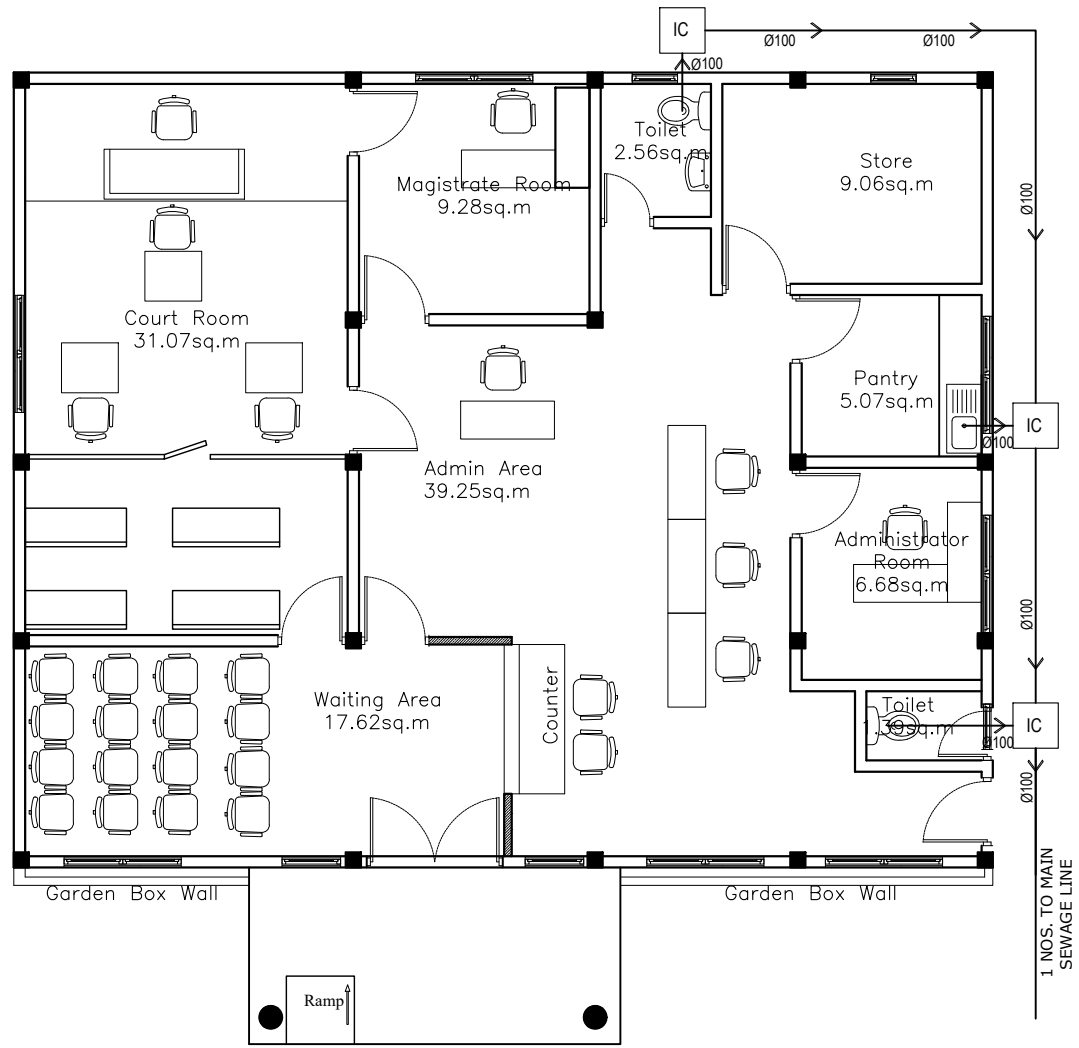 IC
Ø100
Ø100
Ø100
Toilet
2.56sq.m
Store
9.06sq.m
Magistrate Room
9.28sq.m
Ø100
Court Room
31.07sq.m
Pantry
5.07sq.m
IC
Ø100
Admin Area
39.25sq.m
Administrator
Room
6.68sq.m
Ø100
Waiting Area
17.62sq.m
Counter
Toilet
IC
Ø100
Ø100
Garden Box Wall
Garden Box Wall
1 NOS. TO MAIN
SEWAGE LINE
Ramp